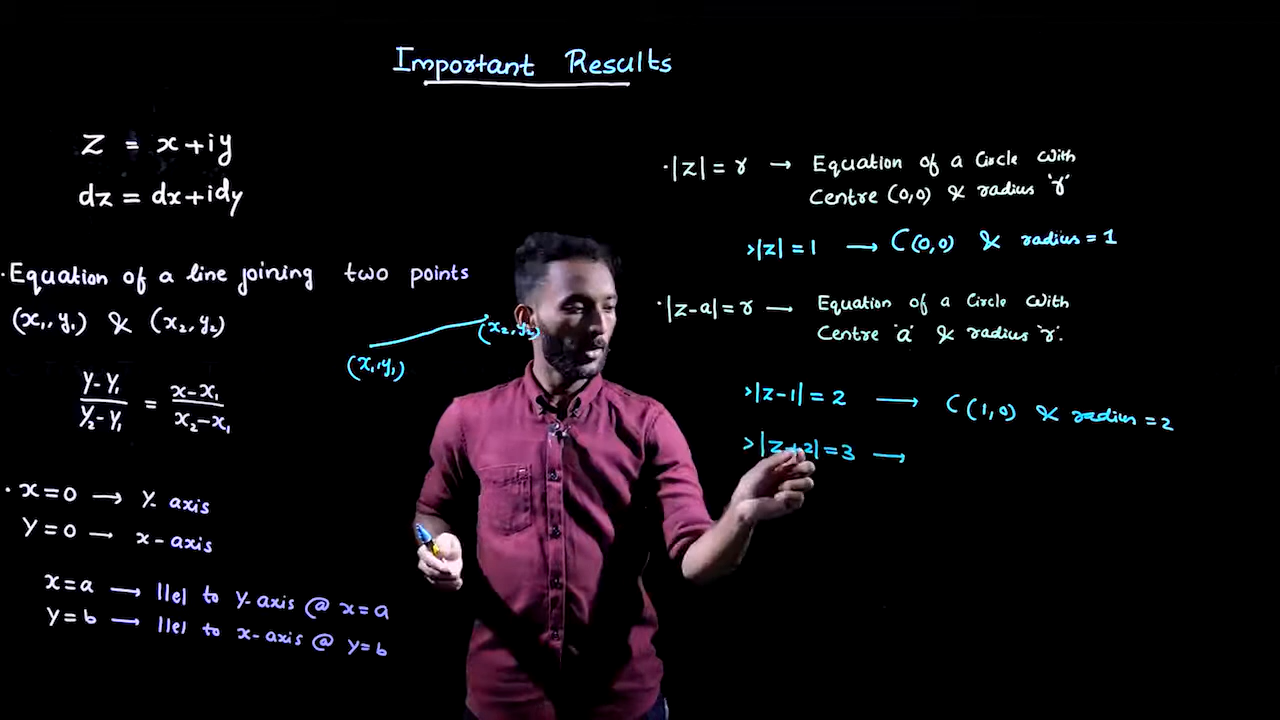 Important Results
Z = x+iy
dz = dx+idy
·Equation of a line joining two points
(x₁, y₁) & (x₂, y₂)
(x₁, y₁)
(x₂, y₂)
y-y₁/y₂-y₁ = x-x₁/x₂-x₁
· x=0 → y-axis
y=0 — x-axis
x=a → llel to y-axis @ x=a
y=b → llel to x-axis @ y=b
·|z|=r → Equation of a Circle with
Centre (0,0) & radius 'r'
>|z|=1 → C(0,0) & radius=1
·|z-a|=r — Equation of a Circle with
Centre 'a' & radius 'r'.
>|z-1|=2 → C(1,0) & radius=2
>|z+2|=3 →